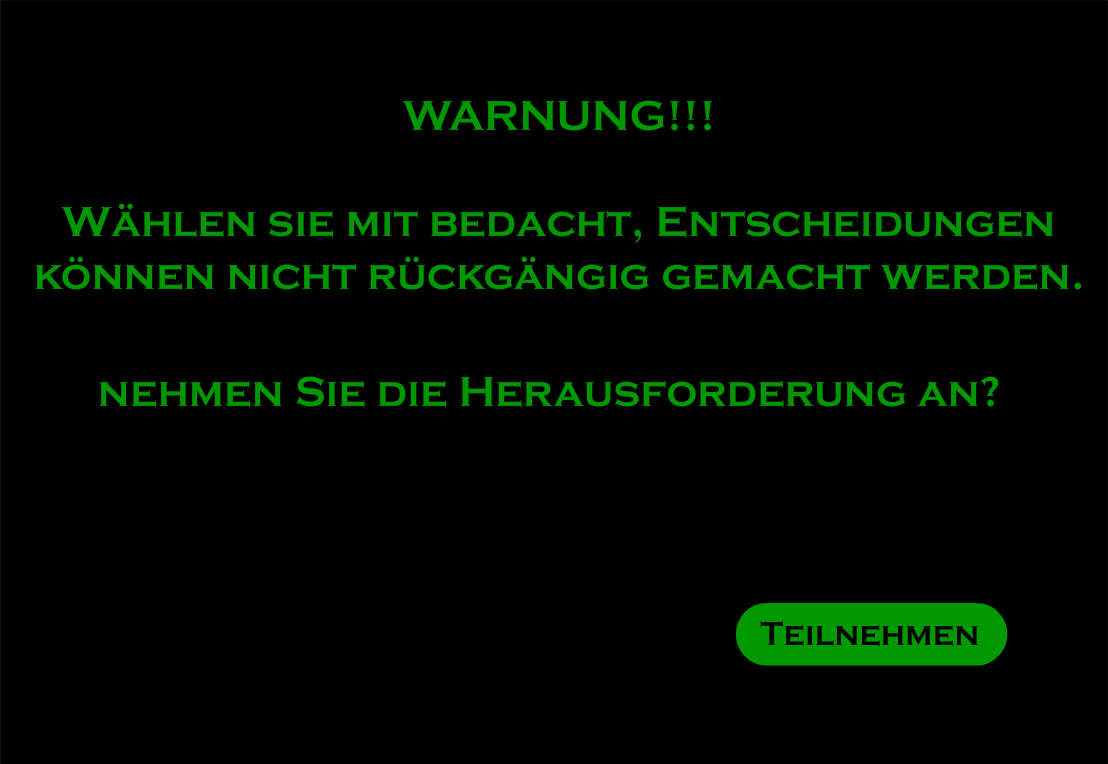 WARNUNG!!!
Wählen sie mit bedacht, Entscheidungen
können nicht rückgängig gemacht werden.
nehmen Sie die Herausforderung an?
Teilnehmen